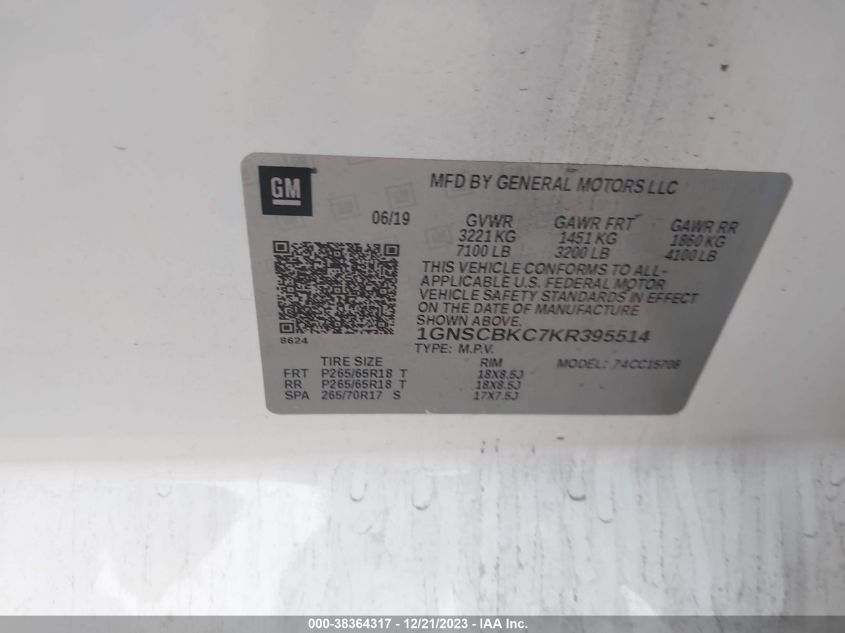 GM
MFD BY GENERAL MOTORS LLC
06/19 GVWR GAWR FRT GAWR RR
3221 KG 1451 KG 1860 KG
7100 LB 3200 LB 4100 LB
THIS VEHICLE CONFORMS TO ALL
APPLICABLE U.S. FEDERAL MOTOR
VEHICLE SAFETY STANDARDS IN EFFECT
ON THE DATE OF MANUFACTURE
SHOWN ABOVE.
8624
1GNSCBKC7KR395514
TYPE: M.P.V. MODEL: 74CC15706
TIRE SIZE RIM
FRT P265/65R18 T 18X8.5J
RR P265/65R18 T 18X8.5J
SPA 265/70R17 S 17X7.5J
000-38364317 - 12/21/2023 - IAA Inc.